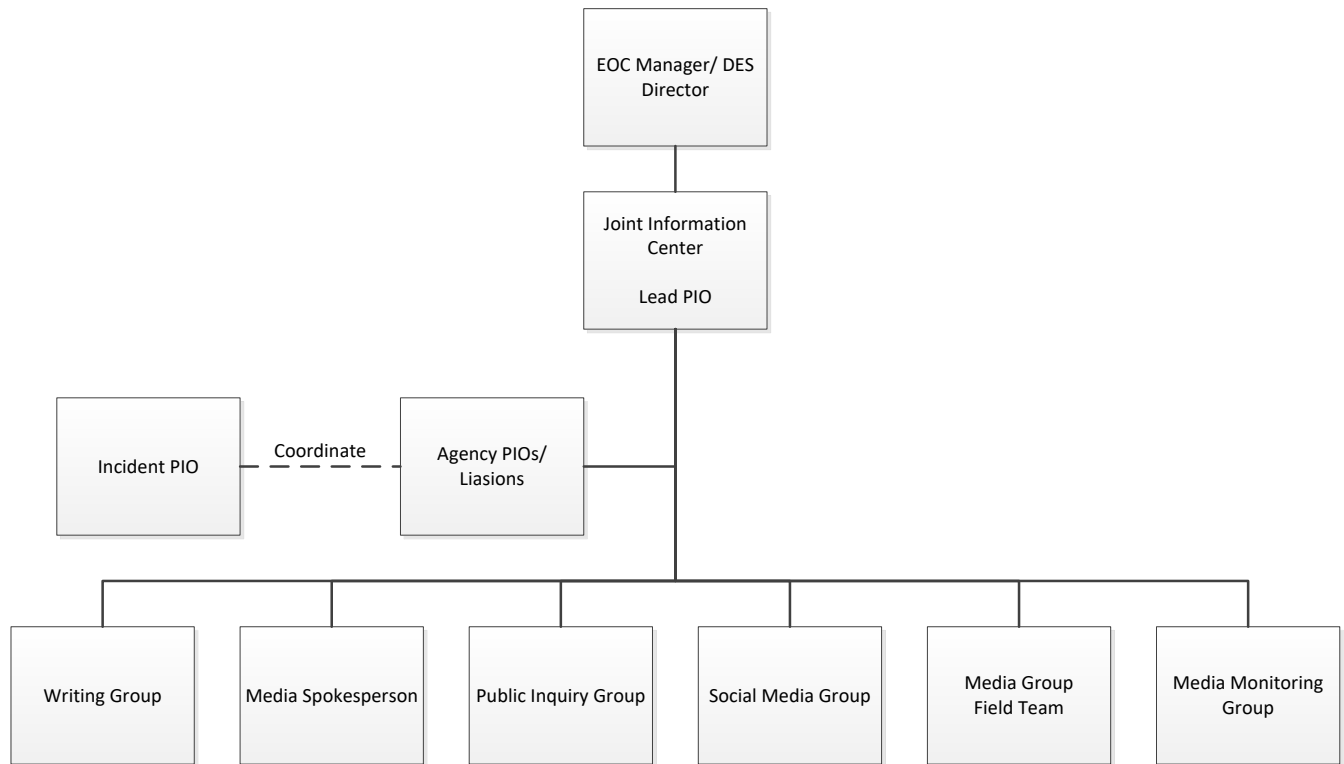 EOC Manager/ DES
Director
Joint Information
Center
Lead PIO
Incident PIO
Coordinate
Agency PIOs/
Liasions
Writing Group
Media Spokesperson
Public Inquiry Group
Social Media Group
Media Group
Field Team
Media Monitoring
Group